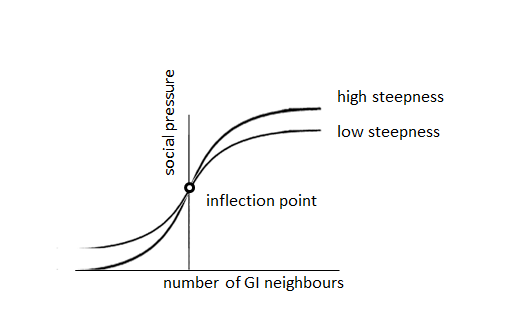 social pressure
high steepness
low steepness
inflection point
number of GI neighbours